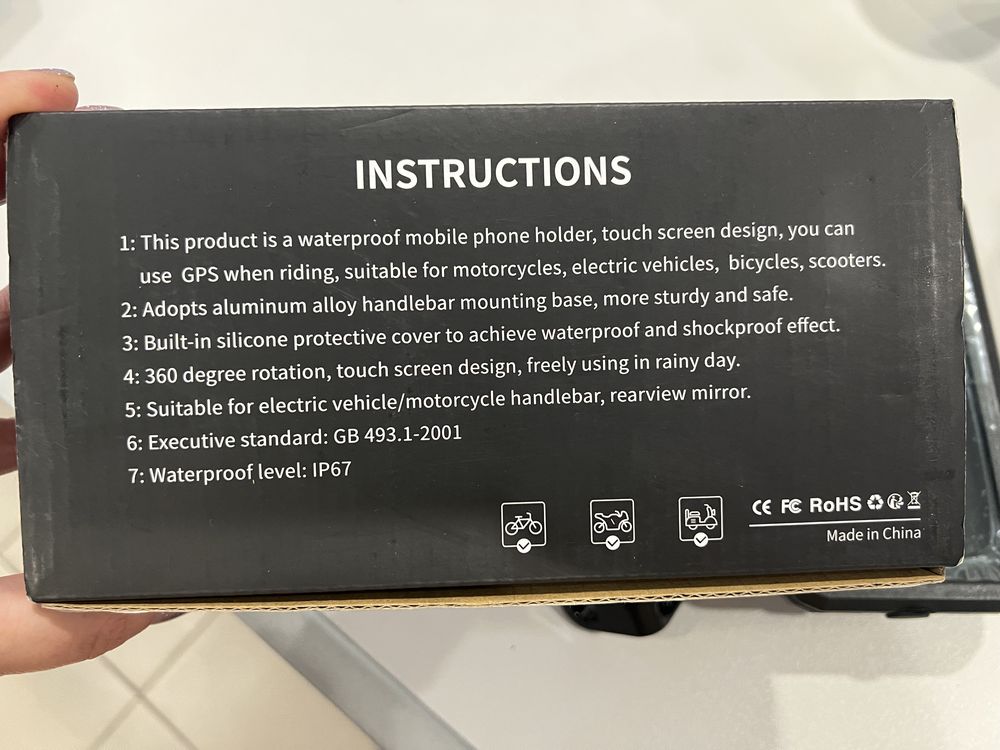 INSTRUCTIONS
1: This product is a waterproof mobile phone holder, touch screen design, you can
use GPS when riding, suitable for motorcycles, electric vehicles, bicycles, scooters.
2: Adopts aluminum alloy handlebar mounting base, more sturdy and safe.
3: Built-in silicone protective cover to achieve waterproof and shockproof effect.
4: 360 degree rotation, touch screen design, freely using in rainy day.
5: Suitable for electric vehicle/motorcycle handlebar, rearview mirror.
6: Executive standard: GB 493.1-2001
7: Waterproof level: IP67
CE FC RoHS
Made in China